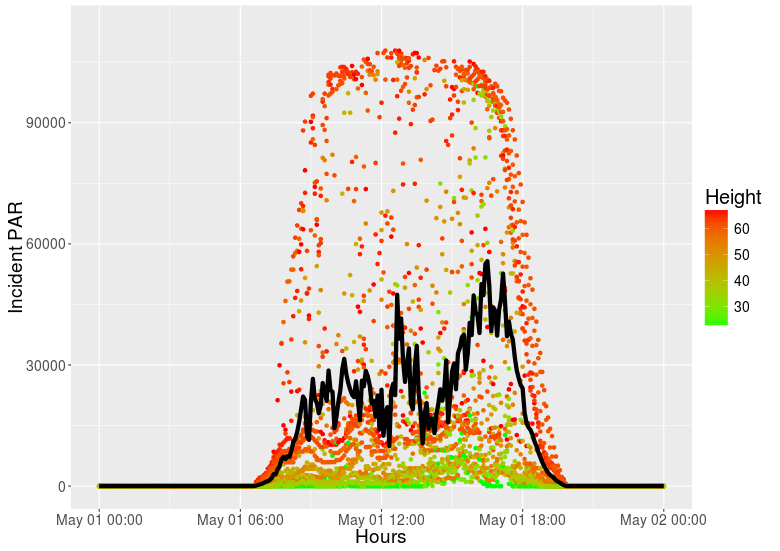 90000
60000
30000
0
Incident PAR
May 01 00:00
May 01 06:00
May 01 12:00
May 01 18:00
May 02 00:00
Hours
Height
60
50
40
30